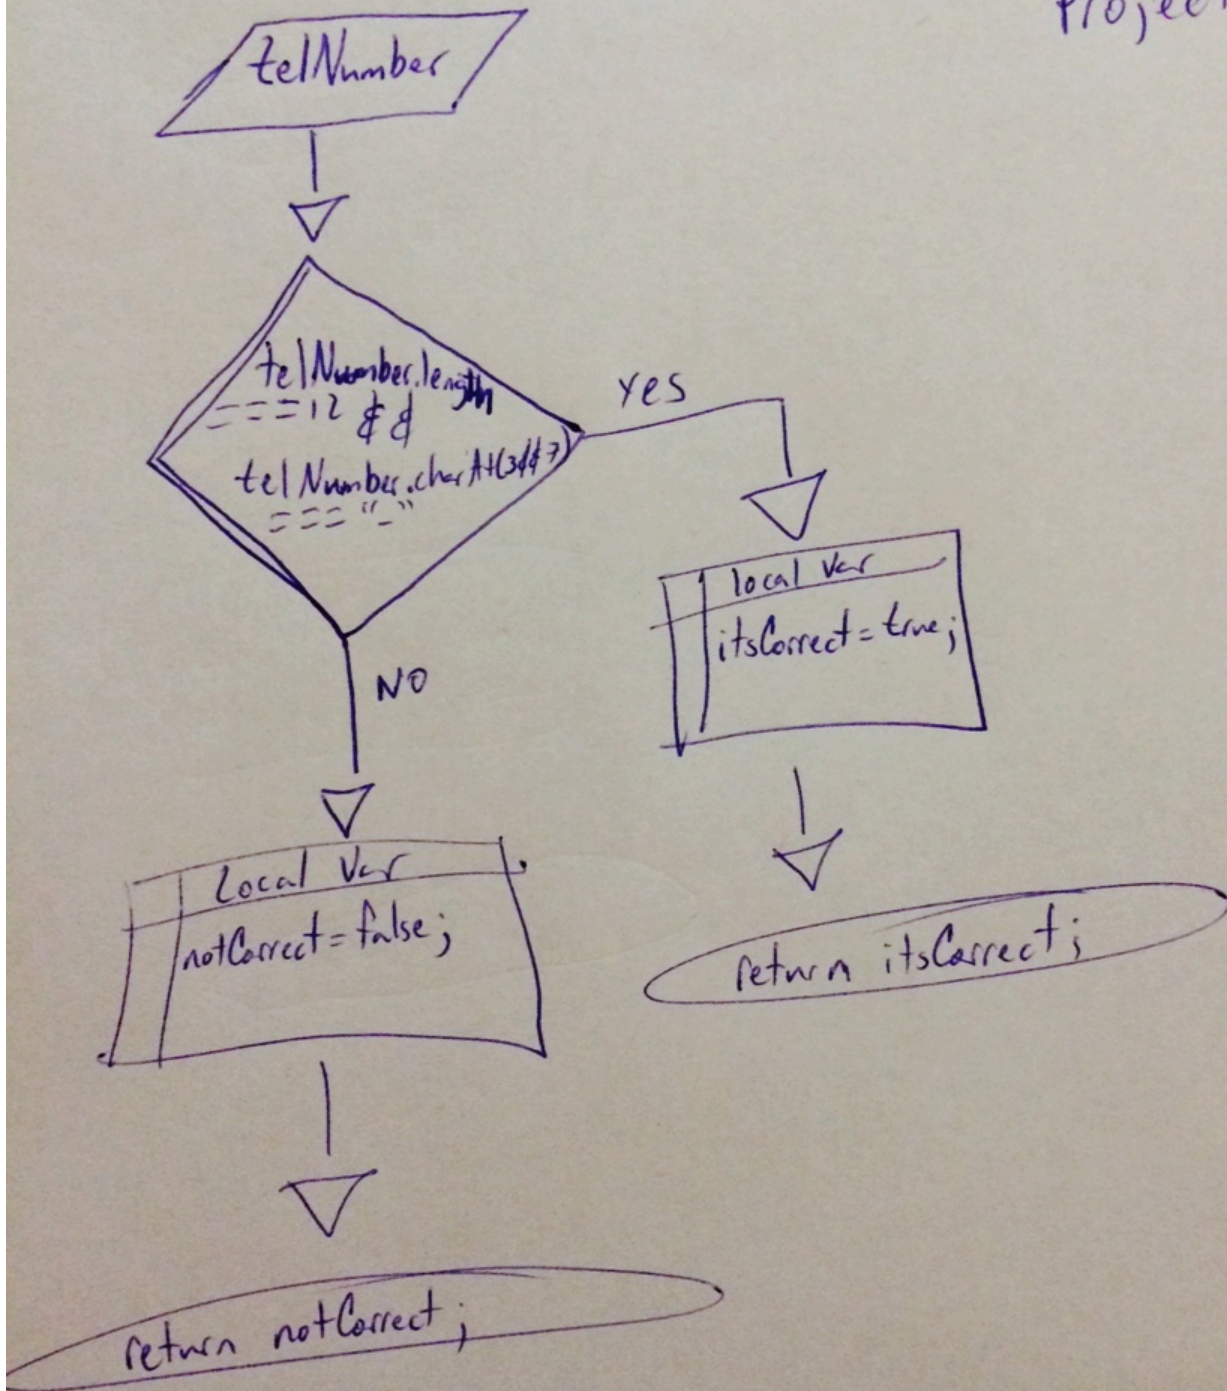 Project
telNumber
telNumber.length
===12 &&
telNumber.charAt(3&&7)
=== "-"
YES
NO
local var
itsCorrect = true;
return itsCorrect;
Local Var
notCorrect = false;
return notCorrect;